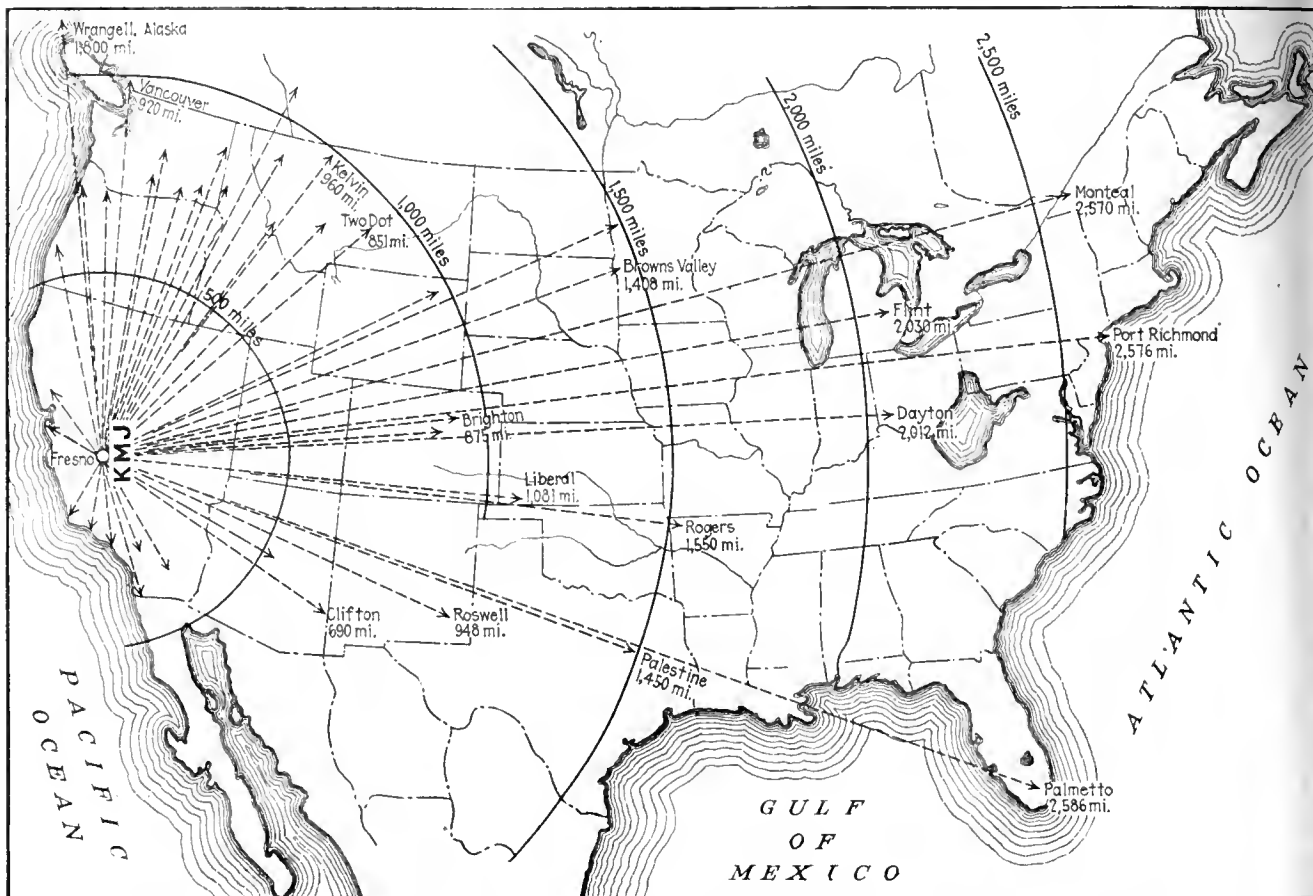 Wrangell, Alaska
1,800 mi.
Vancouver
920 mi.
Kelvin
960 mi.
Two Dot
851 mi.
500 miles
1,000 miles
1,500 miles
2,000 miles
2,500 miles
Browns Valley
1,408 mi.
Monteal
2,570 mi.
Flint
2,030 mi.
Port Richmond
2,576 mi.
Brighton
875 mi.
Dayton
2,012 mi.
Fresno
KMJ
Liberal
1,081 mi.
Rogers
1,550 mi.
Clifton
690 mi.
Roswell
948 mi.
Palestine
1,450 mi.
Palmetto
2,586 mi.
PACIFIC
OCEAN
GULF
OF
MEXICO
ATLANTIC OCEAN